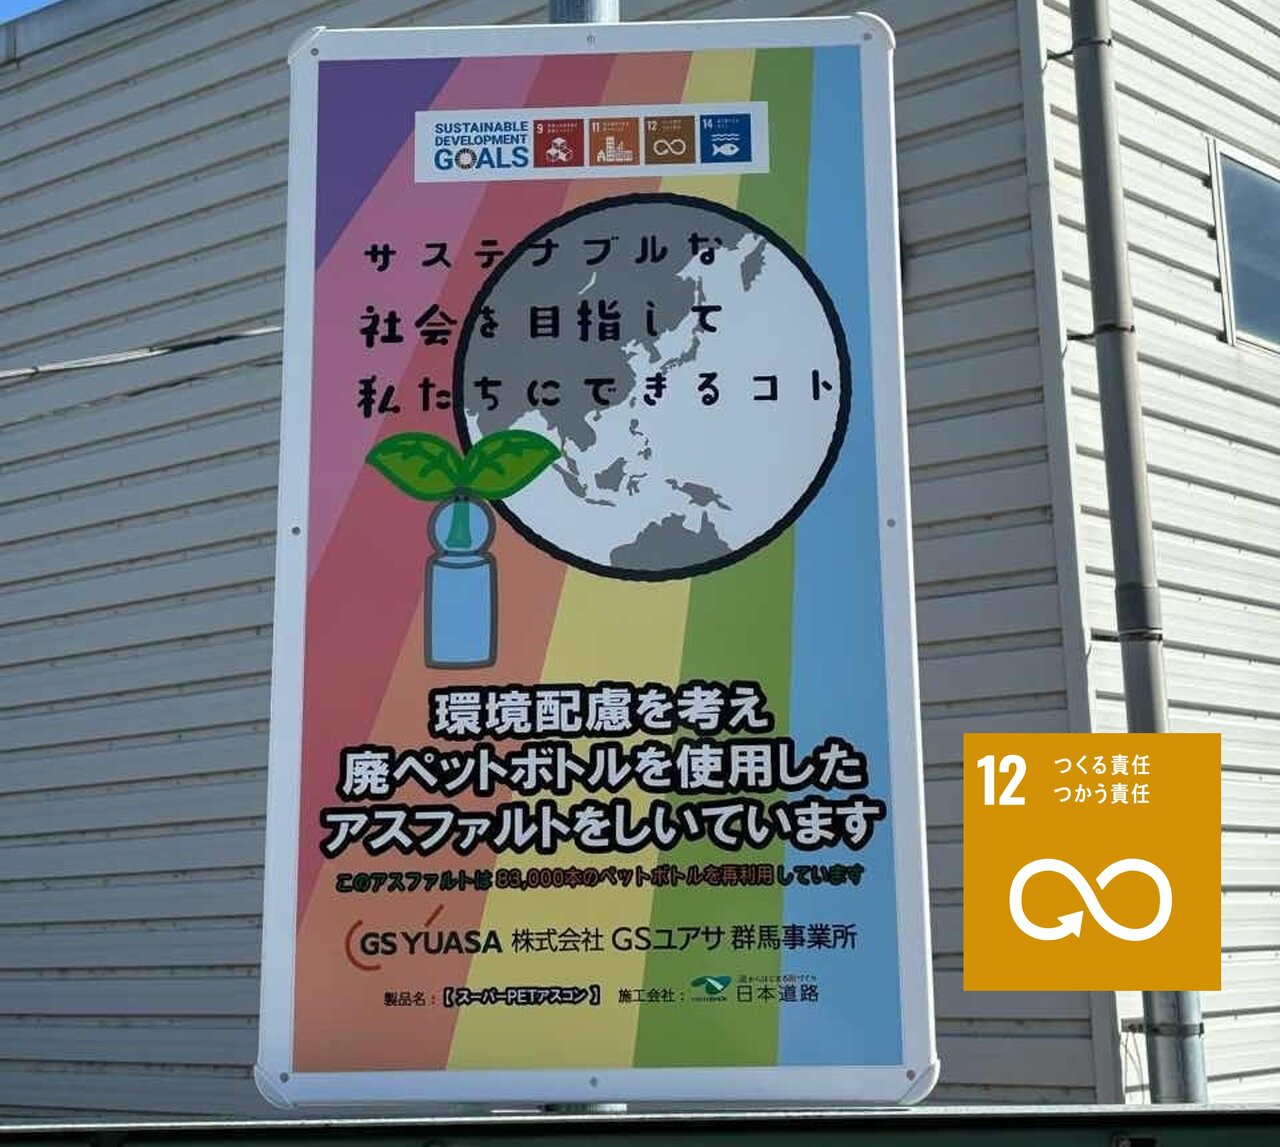 SUSTAINABLE
DEVELOPMENT
GOALS
9
11
12
14
サステナブルな
社会を目指して
私たちにできるコト
環境配慮を考え
廃ペットボトルを使用した
アスファルトをしいています
このアスファルトは83,000本のペットボトルを再利用しています
GS YUASA 株式会社 GSユアサ 群馬事業所
製品名：【スーパーPETアスコン】 施工会社： 日本道路
12 つくる責任
つかう責任